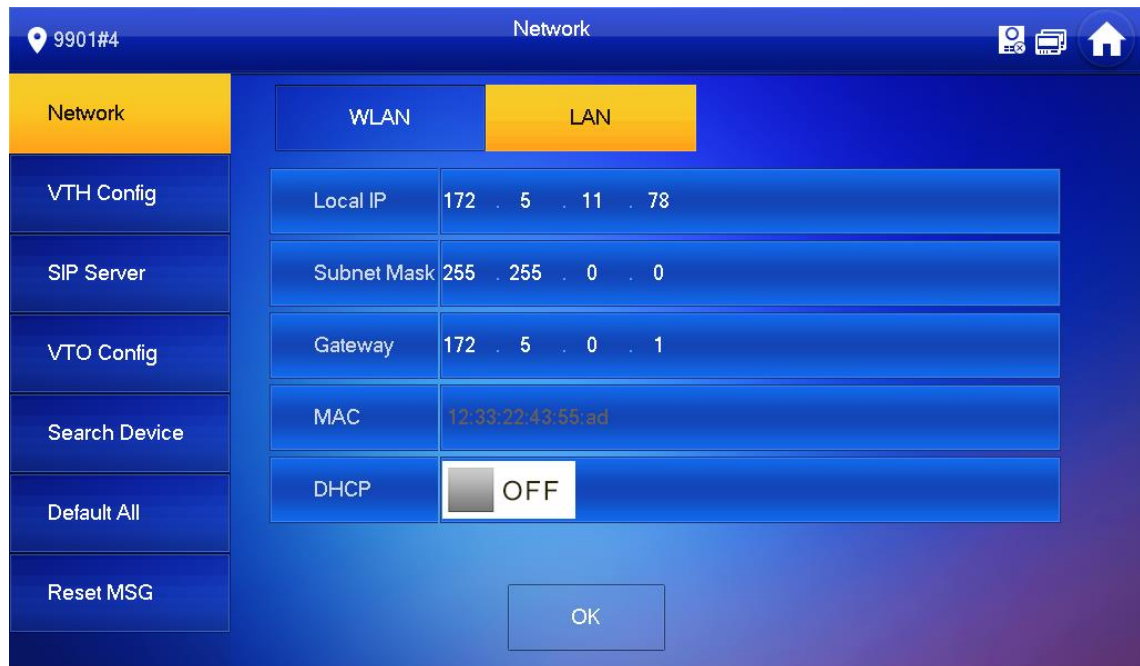 9901#4
Network
Network
WLAN
LAN
VTH Config
Local IP 172 . 5 . 11 . 78
SIP Server
Subnet Mask 255 . 255 . 0 . 0
VTO Config
Gateway 172 . 5 . 0 . 1
Search Device
MAC 12:33:22:43:55:ad
Default All
DHCP OFF
Reset MSG
OK